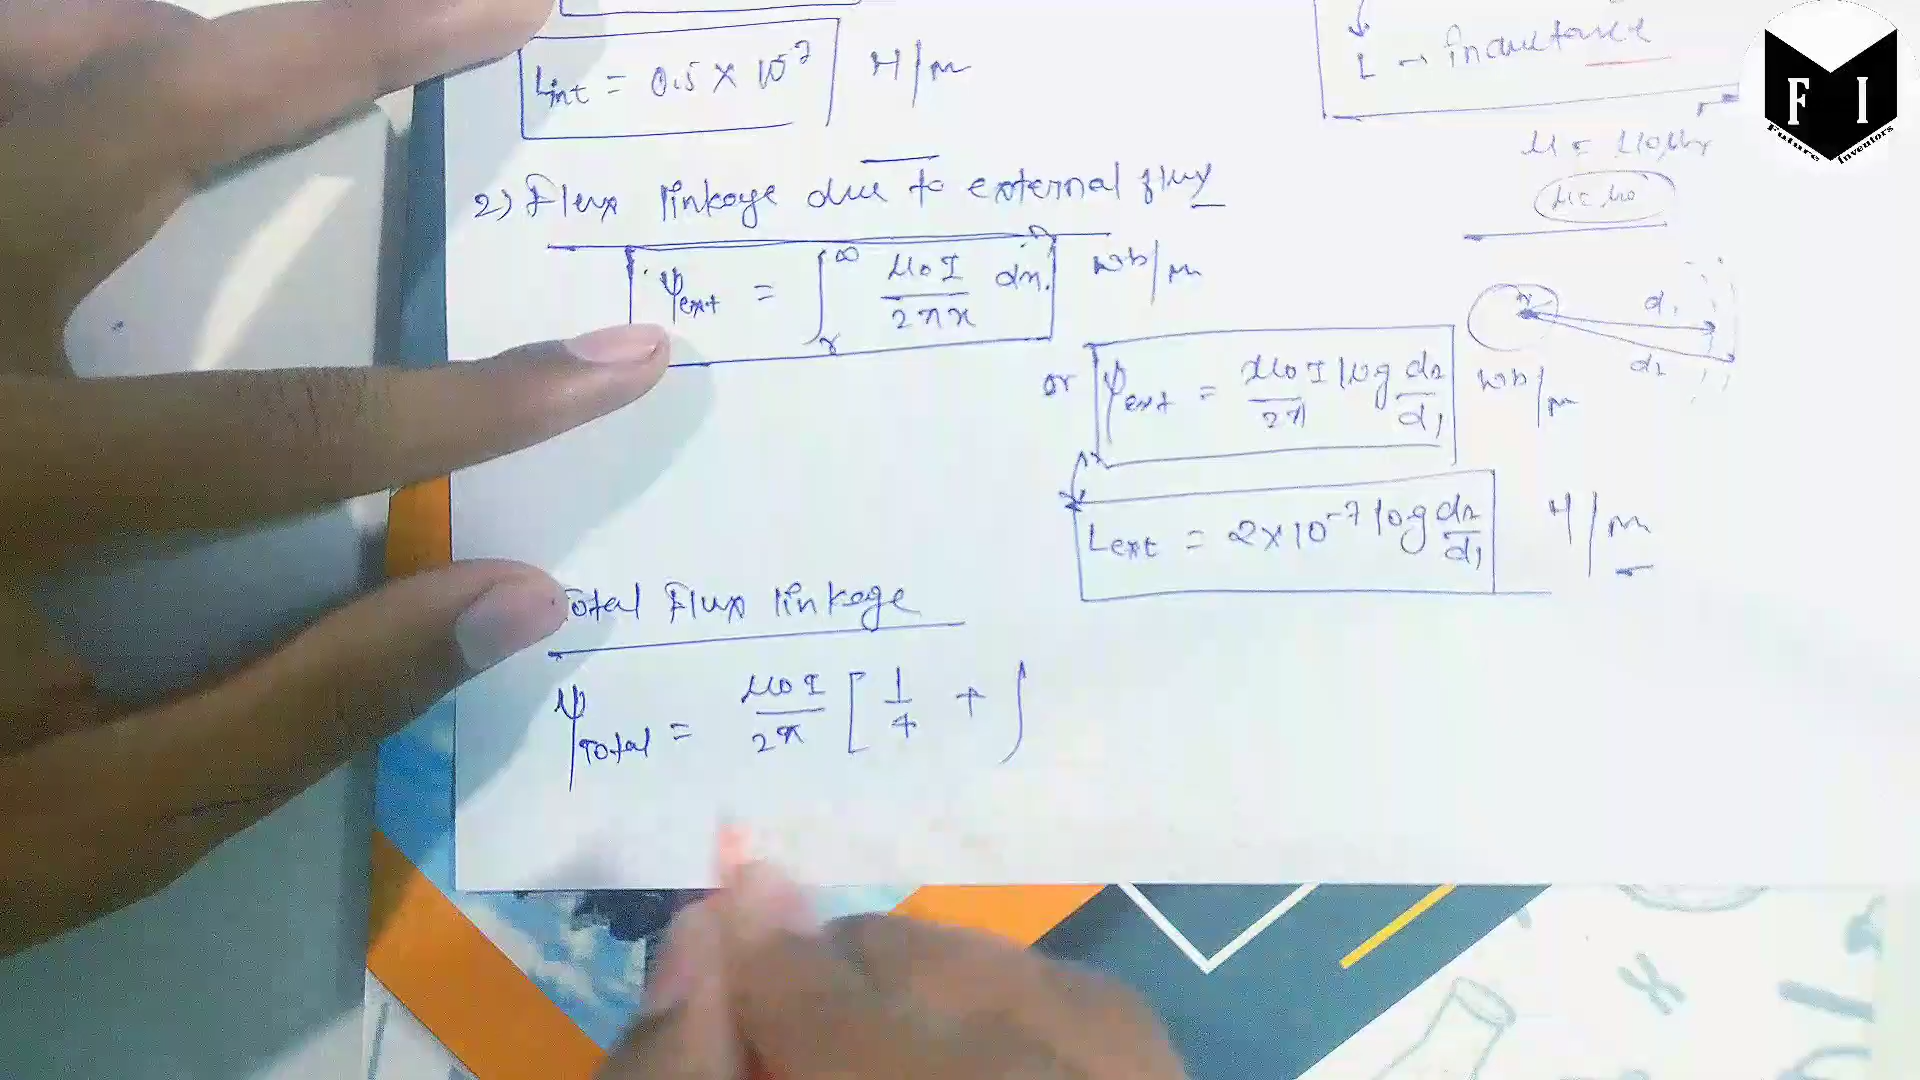 L → inductance
Lint = 0.5 × 10⁻⁷ H/m
F I
Future Inventors
μ = μ0μr
μ = μ0
2) Flux linkage due to external flux
ψext = ∫r^∞ μ0I/2πx dx. wb/m
r d1
d2
or ψext = μ0I/2π log d2/d1 wb/m
Lext = 2×10⁻⁷ log d2/d1 H/m
Total Flux linkage
ψTotal = μ0I/2π [ 1/4 + ∫